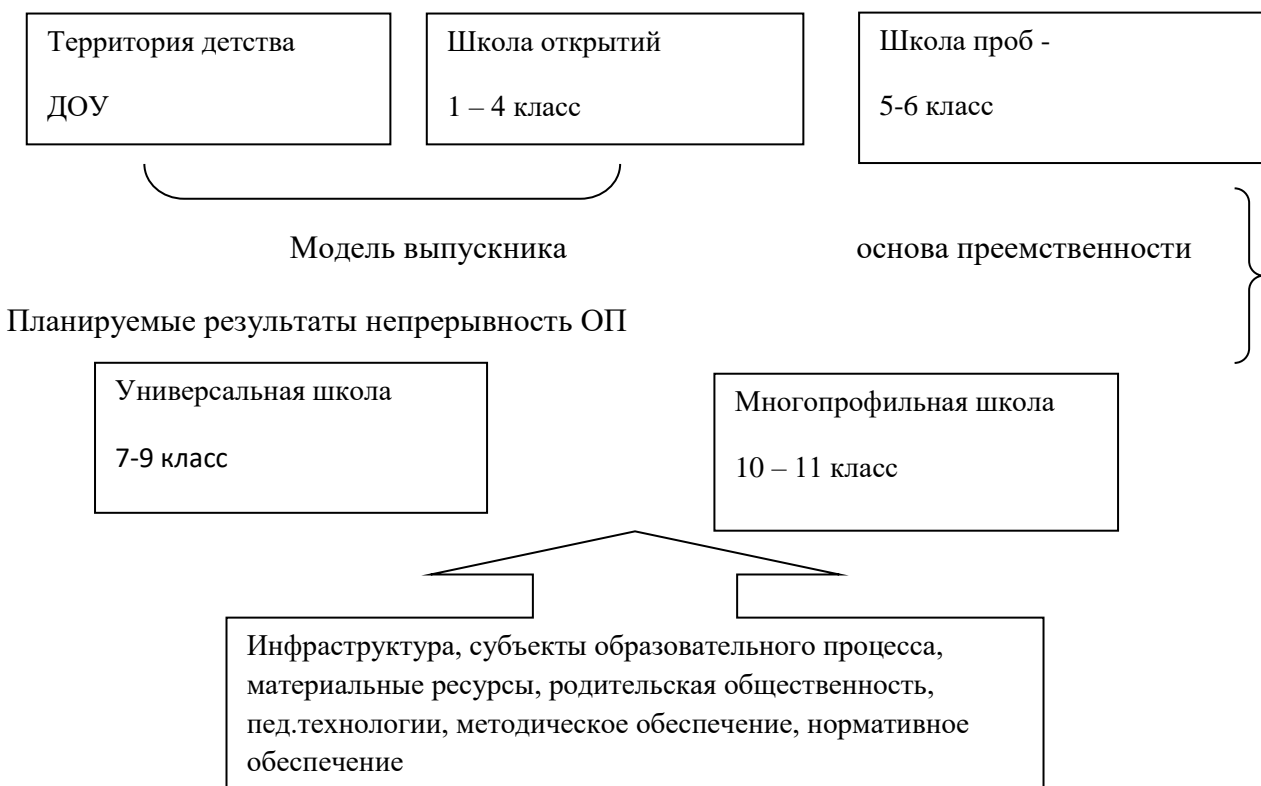 Территория детства
ДОУ
Школа открытий
1 – 4 класс
Школа проб -
5-6 класс
Модель выпускника
основа преемственности
Планируемые результаты непрерывность ОП
Универсальная школа
7-9 класс
Многопрофильная школа
10 – 11 класс
Инфраструктура, субъекты образовательного процесса,
материальные ресурсы, родительская общественность,
пед.технологии, методическое обеспечение, нормативное
обеспечение